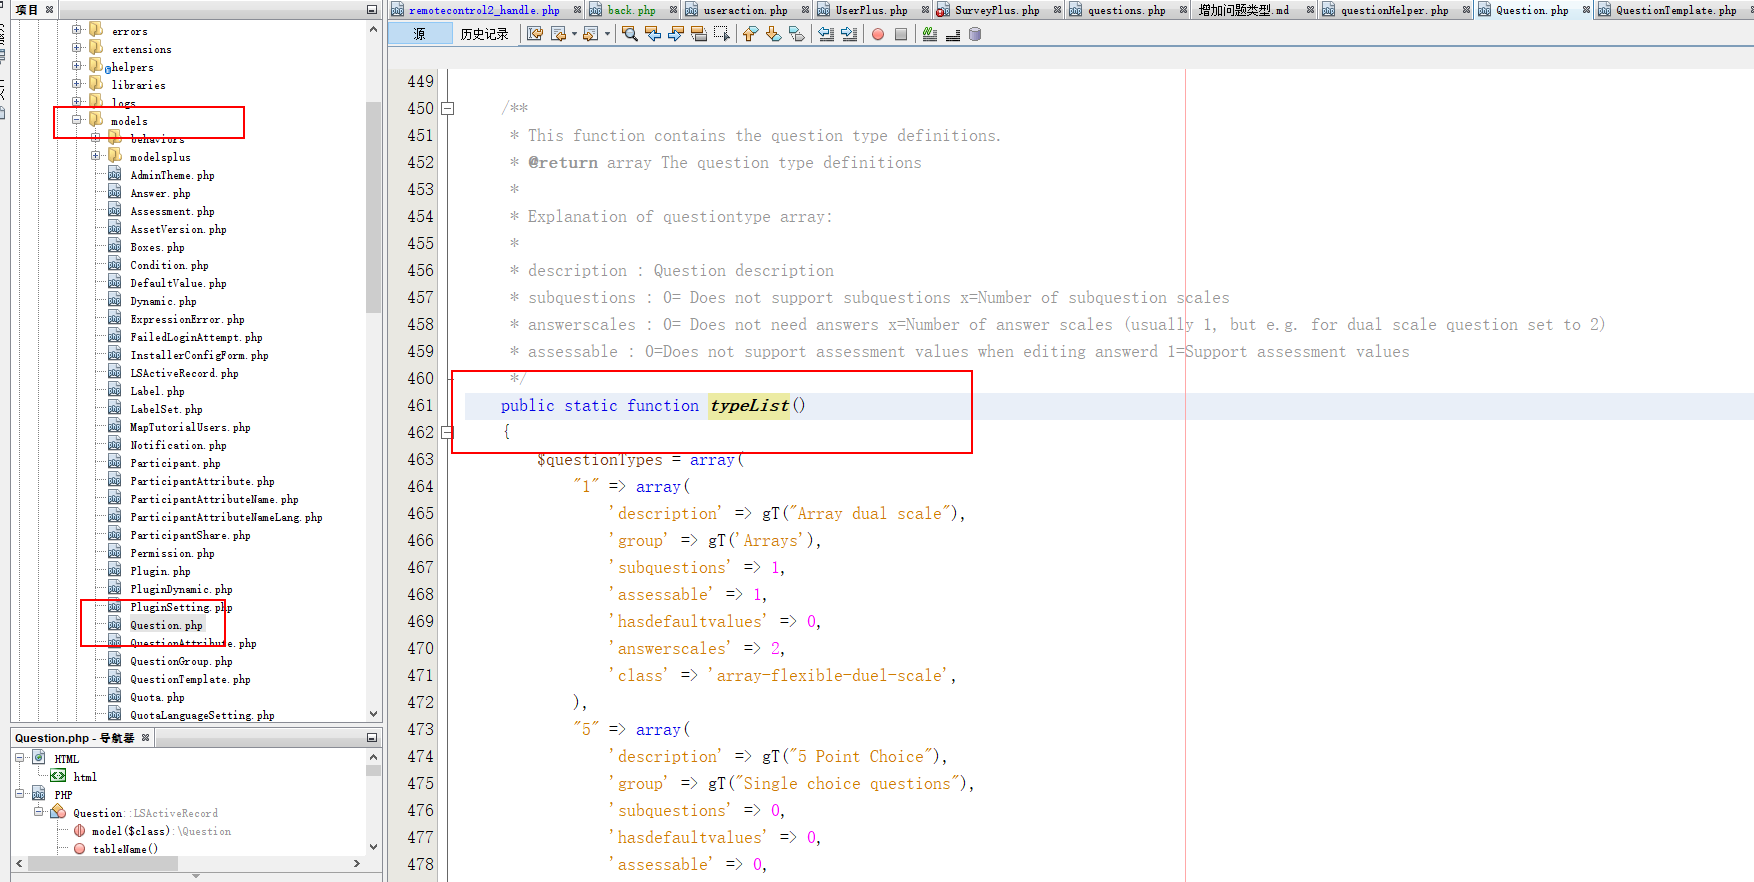 项目
errors
extensions
helpers
libraries
logs
models
behaviors
modelsplus
AdminTheme.php
Answer.php
Assessment.php
AssetVersion.php
Boxes.php
Condition.php
DefaultValue.php
Dynamic.php
ExpressionError.php
FailedLoginAttempt.php
InstallerConfigForm.php
LSActiveRecord.php
Label.php
LabelSet.php
MapTutorialUsers.php
Notification.php
Participant.php
ParticipantAttribute.php
ParticipantAttributeName.php
ParticipantAttributeNameLang.php
ParticipantShare.php
Permission.php
Plugin.php
PluginDynamic.php
PluginSetting.php
Question.php
QuestionAttribute.php
QuestionGroup.php
QuestionTemplate.php
Quota.php
QuotaLanguageSetting.php
Question.php - 导航器
HTML
html
PHP
Question::LSActiveRecord
model($class):\Question
tableName()
remotecontrol2_handle.php back.php useraction.php UserPlus.php SurveyPlus.php questions.php 增加问题类型.md questionHelper.php Question.php QuestionTemplate.php
源 历史记录
449
450 /**
451 * This function contains the question type definitions.
452 * @return array The question type definitions
453 *
454 * Explanation of questiontype array:
455 *
456 * description : Question description
457 * subquestions : 0= Does not support subquestions x=Number of subquestion scales
458 * answerscales : 0= Does not need answers x=Number of answer scales (usually 1, but e.g. for dual scale question set to 2)
459 * assessable : 0=Does not support assessment values when editing answerd 1=Support assessment values
460 */
461 public static function typeList()
462 {
463 $questionTypes = array(
464 "1" => array(
465 'description' => gT("Array dual scale"),
466 'group' => gT('Arrays'),
467 'subquestions' => 1,
468 'assessable' => 1,
469 'hasdefaultvalues' => 0,
470 'answerscales' => 2,
471 'class' => 'array-flexible-duel-scale',
472 ),
473 "5" => array(
474 'description' => gT("5 Point Choice"),
475 'group' => gT("Single choice questions"),
476 'subquestions' => 0,
477 'hasdefaultvalues' => 0,
478 'assessable' => 0,